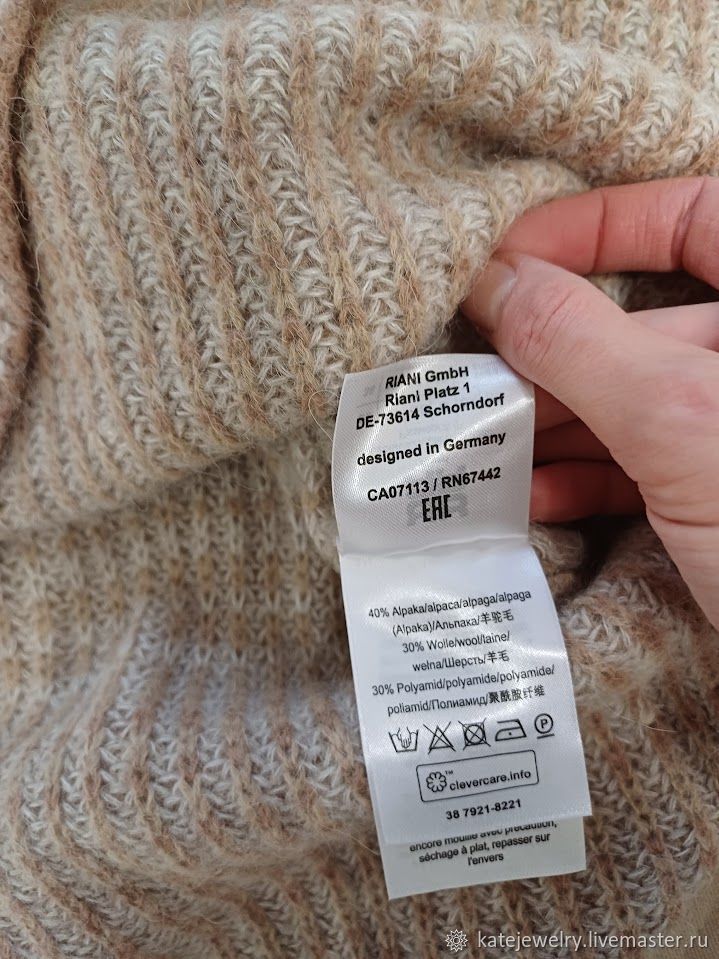 RIANI GmbH
Riani Platz 1
DE-73614 Schorndorf
designed in Germany
CA07113 / RN67442
EAC
40% Alpaka/alpaca/alpaga/alpaga
(Alpaka)/Альпака/羊驼毛
30% Wolle/wool/laine/
wełna/Шерсть/羊毛
30% Polyamid/polyamide/polyamide/
poliamid/Полиамид/聚酰胺纤维
P
TM
clevercare.info
38 7921-8221
encore mouillé avec précaution,
séchage à plat, repasser sur
l'envers
katejewelry.livemaster.ru